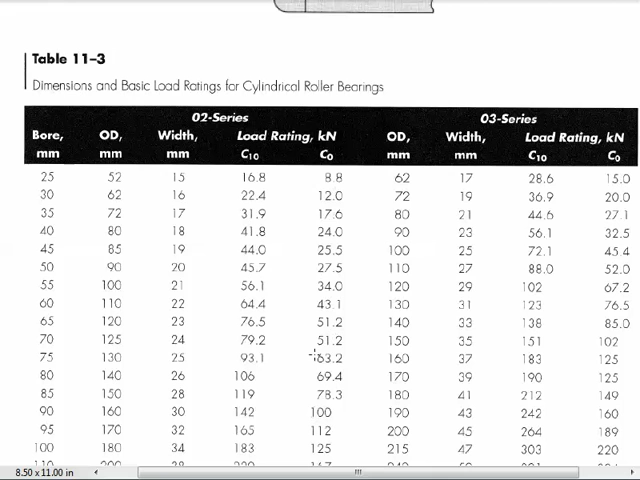 Table 11–3
Dimensions and Basic Load Ratings for Cylindrical Roller Bearings
02-Series 03-Series
Bore, OD, Width, Load Rating, kN OD, Width, Load Rating, kN
mm mm mm C10 C0 mm mm C10 C0
25 52 15 16.8 8.8 62 17 28.6 15.0
30 62 16 22.4 12.0 72 19 36.9 20.0
35 72 17 31.9 17.6 80 21 44.6 27.1
40 80 18 41.8 24.0 90 23 56.1 32.5
45 85 19 44.0 25.5 100 25 72.1 45.4
50 90 20 45.7 27.5 110 27 88.0 52.0
55 100 21 56.1 34.0 120 29 102 67.2
60 110 22 64.4 43.1 130 31 123 76.5
65 120 23 76.5 51.2 140 33 138 85.0
70 125 24 79.2 51.2 150 35 151 102
75 130 25 93.1 63.2 160 37 183 125
80 140 26 106 69.4 170 39 190 125
85 150 28 119 78.3 180 41 212 149
90 160 30 142 100 190 43 242 160
95 170 32 165 112 200 45 264 189
100 180 34 183 125 215 47 303 220
8.50 x 11.00 in